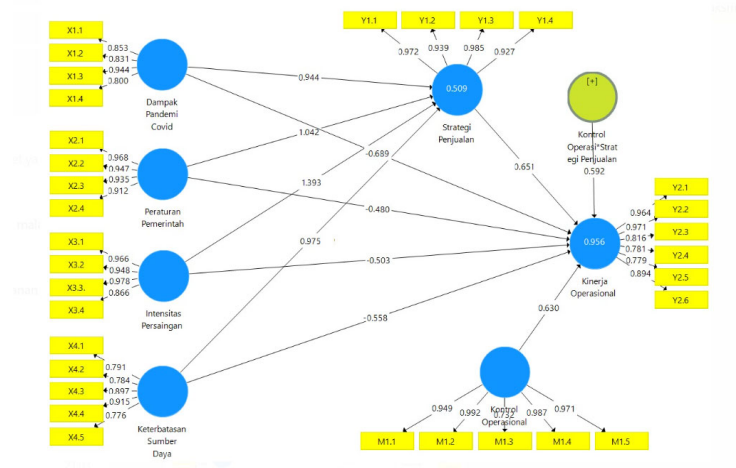 Y1.1 Y1.2 Y1.3 Y1.4
0.972 0.939 0.985 0.927
X1.1
X1.2
X1.3
X1.4
0.853
0.831
0.944
0.800
Dampak
Pandemi
Covid
0.944
0.509
Strategi
Penjualan
[+]
Kontrol
Operasi*Strat
egi Penjualan
0.592
X2.1
X2.2
X2.3
X2.4
0.968
0.947
0.935
0.912
Peraturan
Pemerintah
1.042
-0.689
0.651
1.393
-0.480
X3.1
X3.2
X3.3.
X3.4
0.966
0.948
0.978
0.866
Intensitas
Persaingan
0.975
-0.503
0.956
Kinerja
Operasional
0.964
0.971
0.816
0.781
0.779
0.894
Y2.1
Y2.2
Y2.3
Y2.4
Y2.5
Y2.6
X4.1
X4.2
X4.3
X4.4
X4.5
0.791
0.784
0.897
0.915
0.776
Keterbatasan
Sumber
Daya
-0.558
0.630
Kontrol
Operasional
0.949 0.992 0.732 0.987 0.971
M1.1 M1.2 M1.3 M1.4 M1.5